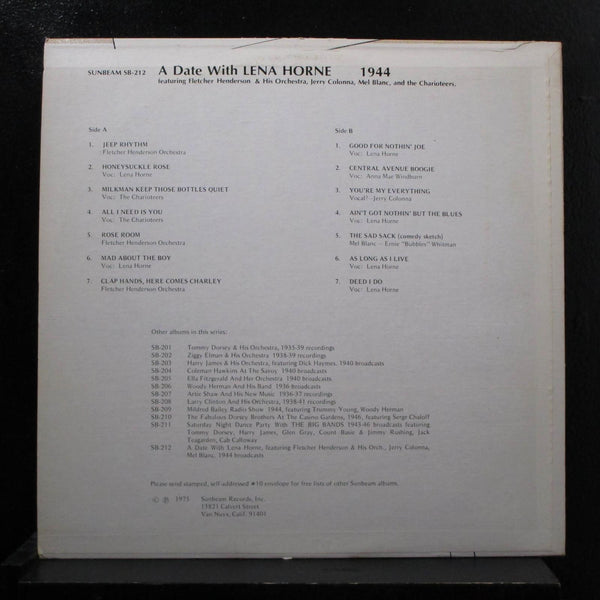 SUNBEAM SB-212 A Date With LENA HORNE 1944
featuring Fletcher Henderson & His Orchestra, Jerry Colonna, Mel Blanc, and the Charioteers.
Side A
1. JEEP RHYTHM
Fletcher Henderson Orchestra
2. HONEYSUCKLE ROSE
Voc: Lena Horne
3. MILKMAN KEEP THOSE BOTTLES QUIET
Voc: The Charioteers
4. ALL I NEED IS YOU
Voc: The Charioteers
5. ROSE ROOM
Fletcher Henderson Orchestra
6. MAD ABOUT THE BOY
Voc: Lena Horne
7. CLAP HANDS, HERE COMES CHARLEY
Fletcher Henderson Orchestra
Side B
1. GOOD FOR NOTHIN' JOE
Voc: Lena Horne
2. CENTRAL AVENUE BOOGIE
Voc: Anna Mae Windburn
3. YOU'RE MY EVERYTHING
Vocal? -Jerry Colonna
4. AIN'T GOT NOTHIN' BUT THE BLUES
Voc: Lena Horne
5. THE SAD SACK (comedy sketch)
Mel Blanc - Ernie "Bubbles" Whitman
6. AS LONG AS I LIVE
Voc: Lena Horne
7. DEED I DO
Voc: Lena Horne
Other albums in this series:
SB-201 Tommy Dorsey & His Orchestra, 1935-39 recordings
SB-202 Ziggy Elman & His Orchestra 1938-39 recordings
SB-203 Harry James & His Orchestra, featuring Dick Haymes, 1940 broadcasts
SB-204 Coleman Hawkins At The Savoy 1940 broadcasts
SB-205 Ella Fitzgerald And Her Orchestra 1940 broadcasts
SB-206 Woody Herman And His Band 1936 broadcasts
SB-207 Artie Shaw And His New Music 1936-37 recordings
SB-208 Larry Clinton And His Orchestra, 1938-41 recordings
SB-209 Mildred Bailey Radio Show 1944, featuring Trummy Young, Woody Herman
SB-210 The Fabulous Dorsey Brothers At The Casino Gardens, 1946, featuring Serge Chaloff
SB-211 Saturday Night Dance Party With THE BIG BANDS 1943-46 broadcasts featuring
Tommy Dorsey, Harry James, Glen Gray, Count Basie & Jimmy Rushing, Jack
Teagarden, Cab Calloway
SB-212 A Date With Lena Horne, featuring Fletcher Henderson & His Orch., Jerry Colonna,
Mel Blanc, 1944 broadcasts
Please send stamped, self-addressed #10 envelope for free lists of other Sunbeam albums.
© ℗ 1975 Sunbeam Records, Inc.
13821 Calvert Street
Van Nuys, Calif. 91401